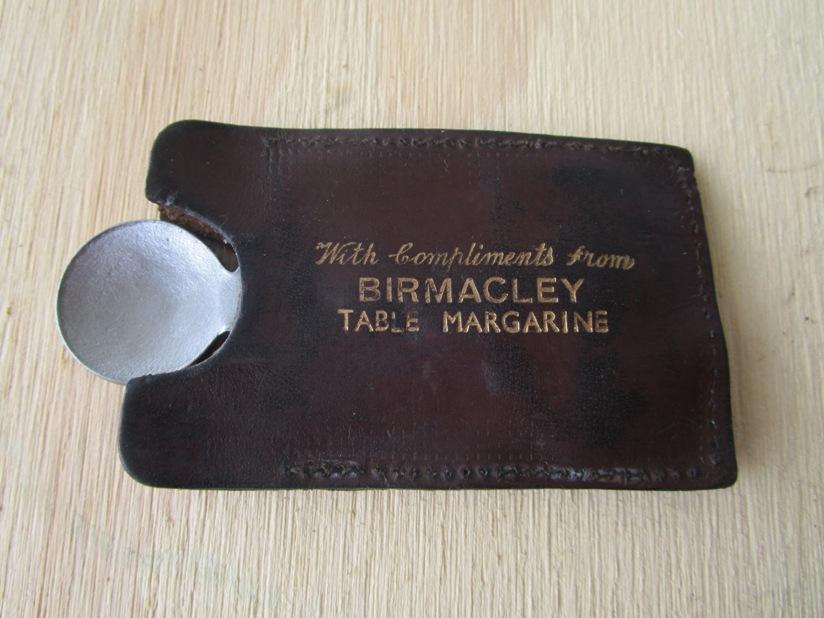 With Compliments from
BIRMACLEY
TABLE MARGARINE